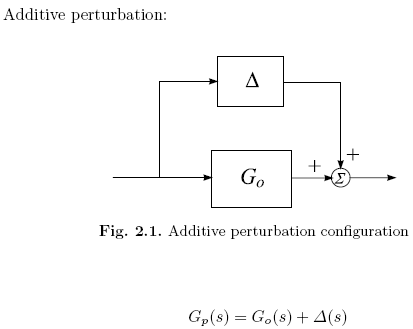 Additive perturbation:
Δ
+
+
G_o
Σ
Fig. 2.1. Additive perturbation configuration
G_p(s) = G_o(s) + Δ(s)